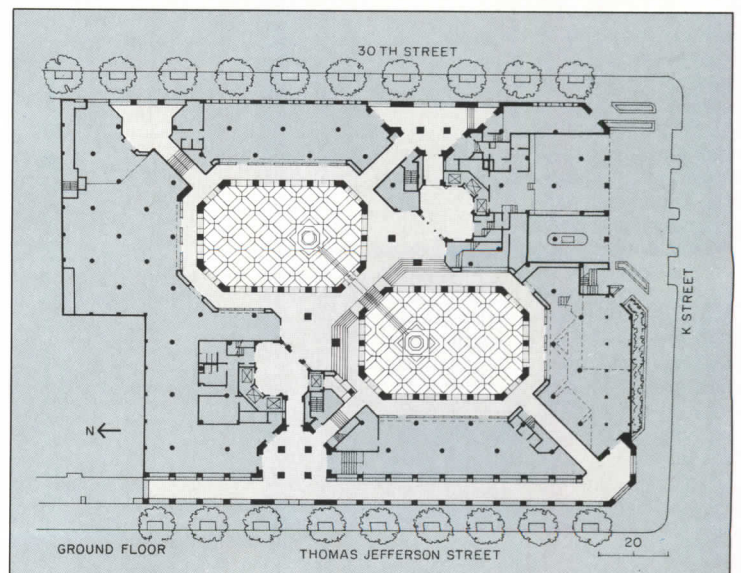 30 TH STREET
K STREET
N
GROUND FLOOR
THOMAS JEFFERSON STREET
20